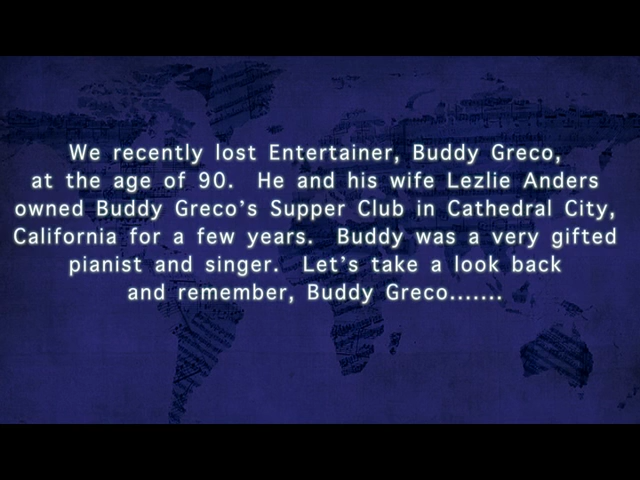 We recently lost Entertainer, Buddy Greco,
at the age of 90.  He and his wife Lezlie Anders
owned Buddy Greco's Supper Club in Cathedral City,
California for a few years.  Buddy was a very gifted
pianist and singer.  Let's take a look back
and remember, Buddy Greco.......